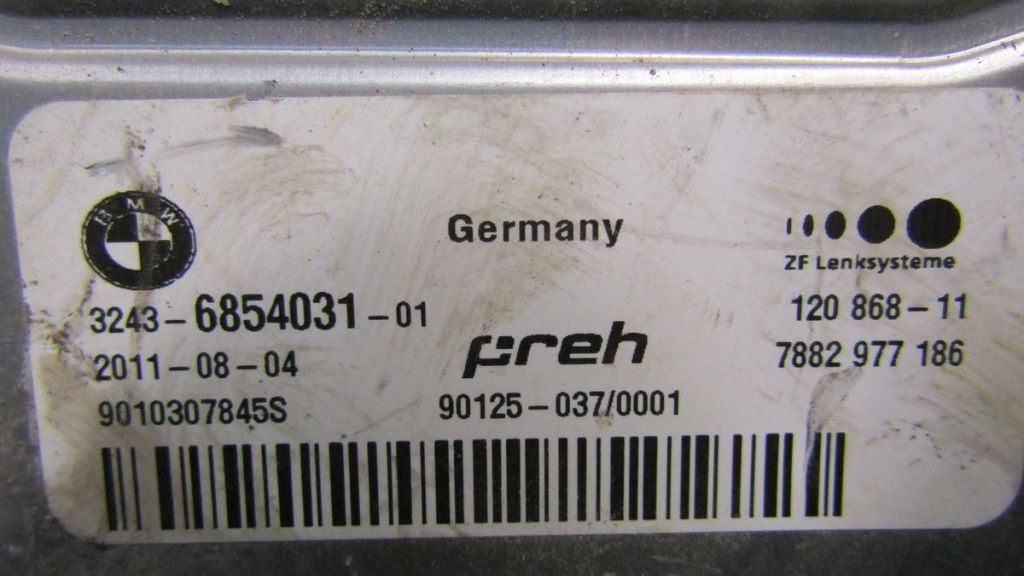 BMW
Germany
ZF Lenksysteme
3243-6854031-01
120 868-11
preh
2011-08-04
7882 977 186
9010307845S
90125-037/0001